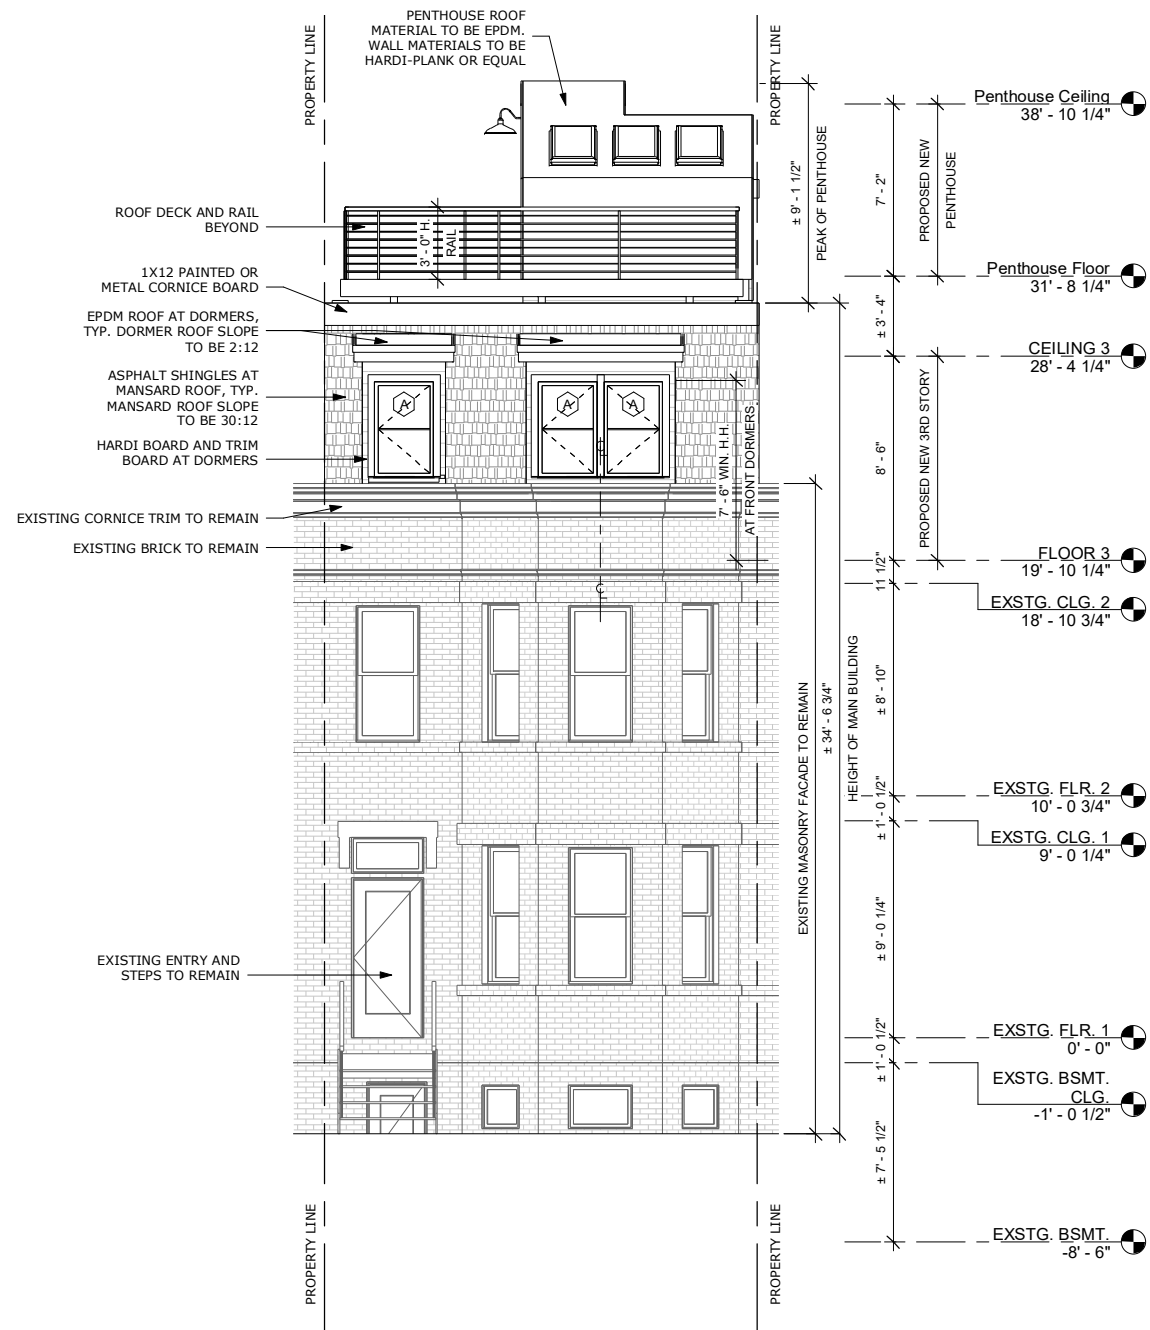 PENTHOUSE ROOF
MATERIAL TO BE EPDM.
WALL MATERIALS TO BE
HARDI-PLANK OR EQUAL
PROPERTY LINE
PROPERTY LINE
ROOF DECK AND RAIL
BEYOND
1X12 PAINTED OR
METAL CORNICE BOARD
EPDM ROOF AT DORMERS,
TYP. DORMER ROOF SLOPE
TO BE 2:12
ASPHALT SHINGLES AT
MANSARD ROOF, TYP.
MANSARD ROOF SLOPE
TO BE 30:12
HARDI BOARD AND TRIM
BOARD AT DORMERS
EXISTING CORNICE TRIM TO REMAIN
EXISTING BRICK TO REMAIN
EXISTING ENTRY AND
STEPS TO REMAIN
3' - 0" H.
RAIL
A
A
A
7' - 6" WIN. H.H.
AT FRONT DORMERS
± 9' - 1 1/2"
PEAK OF PENTHOUSE
EXISTING MASONRY FACADE TO REMAIN
± 34' - 6 3/4"
HEIGHT OF MAIN BUILDING
7' - 2"
PROPOSED NEW
PENTHOUSE
± 3' - 4"
8' - 6"
PROPOSED NEW 3RD STORY
11 1/2"
± 8' - 10"
± 1' - 0 1/2"
± 9' - 0 1/4"
± 1' - 0 1/2"
± 7' - 5 1/2"
Penthouse Ceiling
38' - 10 1/4"
Penthouse Floor
31' - 8 1/4"
CEILING 3
28' - 4 1/4"
FLOOR 3
19' - 10 1/4"
EXSTG. CLG. 2
18' - 10 3/4"
EXSTG. FLR. 2
10' - 0 3/4"
EXSTG. CLG. 1
9' - 0 1/4"
EXSTG. FLR. 1
0' - 0"
EXSTG. BSMT.
CLG.
-1' - 0 1/2"
EXSTG. BSMT.
-8' - 6"
PROPERTY LINE
PROPERTY LINE